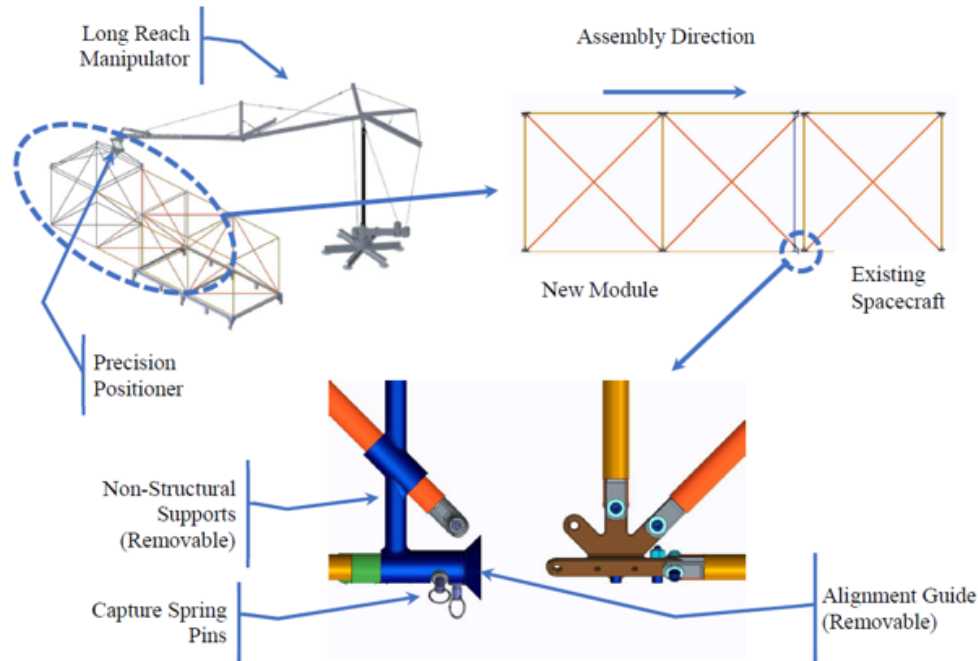 Long Reach
Manipulator
Assembly Direction
New Module
Existing
Spacecraft
Precision
Positioner
Non-Structural
Supports
(Removable)
Capture Spring
Pins
Alignment Guide
(Removable)